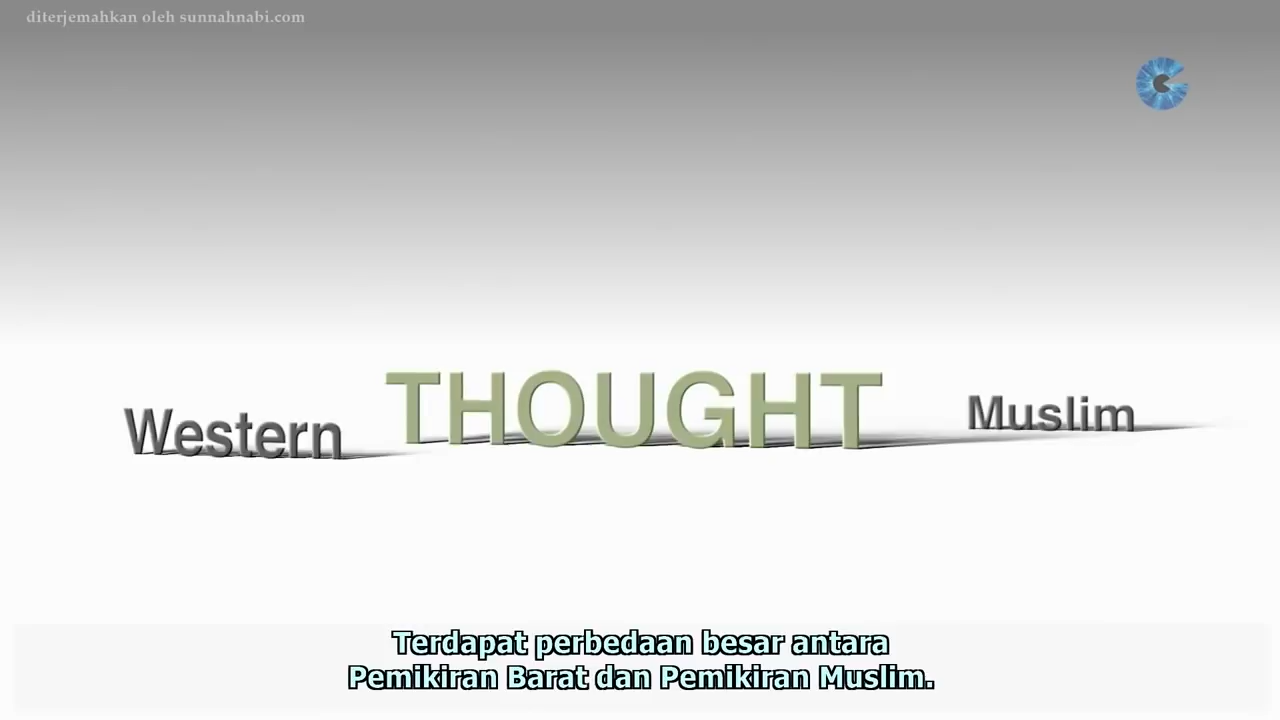 diterjemahkan oleh sunnahnabi.com
Western THOUGHT Muslim
Terdapat perbedaan besar antara
Pemikiran Barat dan Pemikiran Muslim.